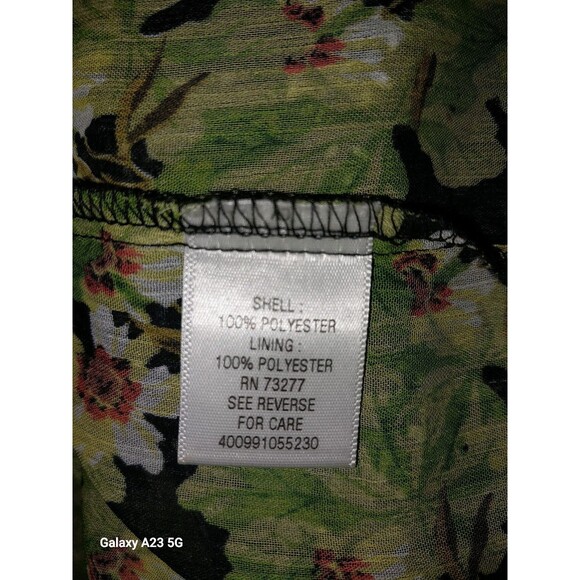 SHELL :
100% POLYESTER
LINING :
100% POLYESTER
RN 73277
SEE REVERSE
FOR CARE
400991055230
Galaxy A23 5G